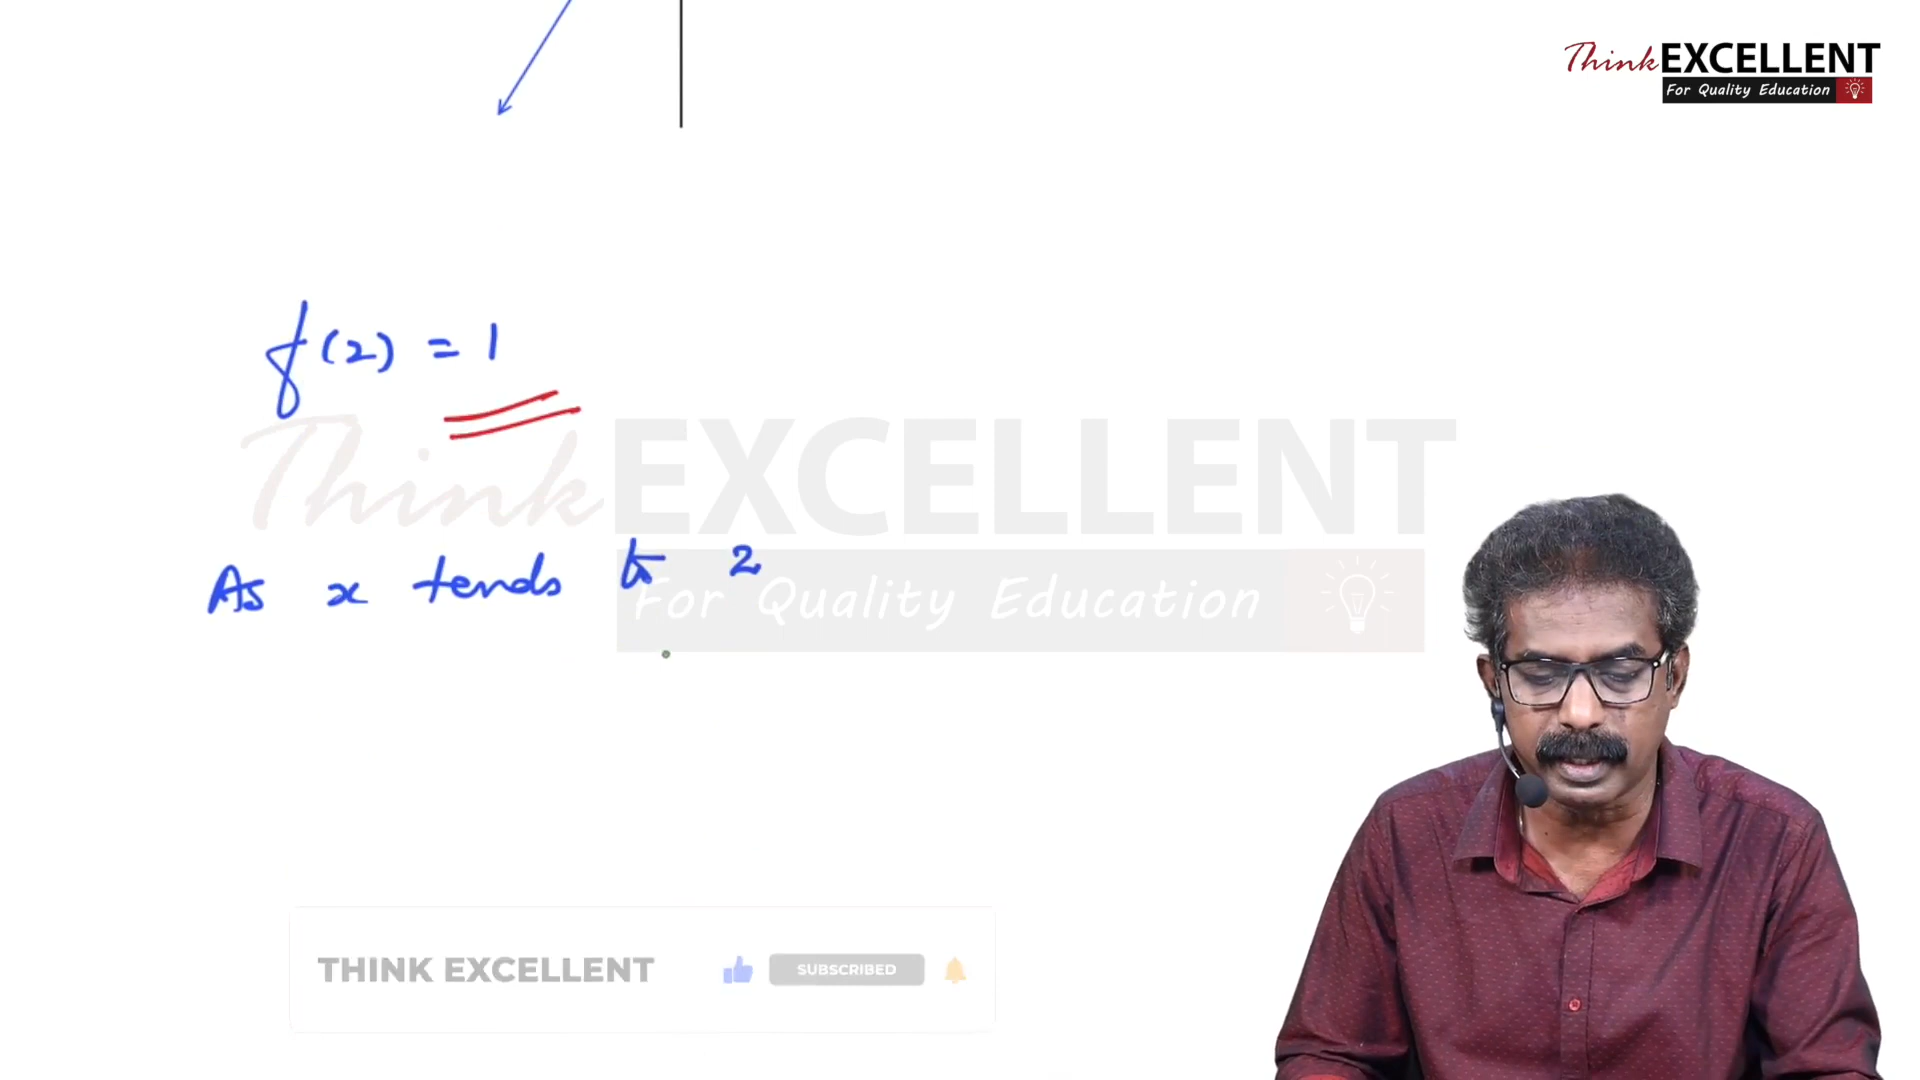 Think EXCELLENT
For Quality Education
f(2) = 1
Think EXCELLENT
As x tends to 2
For Quality Education
THINK EXCELLENT SUBSCRIBED